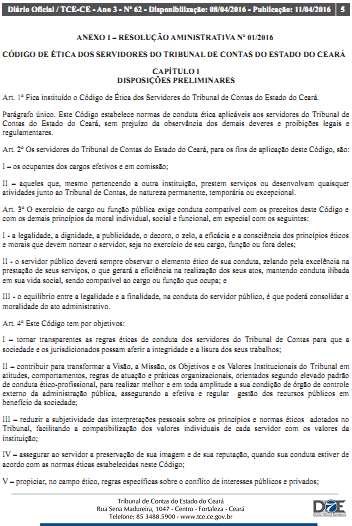 Diário Oficial / TCE-CE - Ano 3 - Nº 62 - Disponibilização: 08/04/2016 - Publicação: 11/04/2016 5
ANEXO I – RESOLUÇÃO AMINISTRATIVA Nº 01/2016
CÓDIGO DE ÉTICA DOS SERVIDORES DO TRIBUNAL DE CONTAS DO ESTADO DO CEARÁ
CAPÍTULO I
DISPOSIÇÕES PRELIMINARES
Art. 1º Fica instituído o Código de Ética dos Servidores do Tribunal de Contas do Estado do Ceará.
Parágrafo único. Este Código estabelece normas de conduta ética aplicáveis aos servidores do Tribunal de
Contas do Estado do Ceará, sem prejuízo da observância dos demais deveres e proibições legais e
regulamentares.
Art. 2º Os servidores do Tribunal de Contas do Estado do Ceará, para os fins de aplicação deste Código, são:
I – os ocupantes dos cargos efetivos e em comissão;
II – aqueles que, mesmo pertencendo a outra instituição, prestem serviços ou desenvolvam quaisquer
atividades junto ao Tribunal de Contas, de natureza permanente, temporária ou excepcional.
Art. 3º O exercício de cargo ou função pública exige conduta compatível com os preceitos deste Código e
com os demais princípios da moral individual, social e funcional, em especial com os seguintes:
I - a legalidade, a dignidade, a publicidade, o decoro, o zelo, a eficácia e a consciência dos princípios éticos
e morais que devem nortear o servidor, seja no exercício de seu cargo, função ou fora deles;
II - o servidor público deverá sempre observar o elemento ético de sua conduta, zelando pela excelência na
prestação de seus serviços, o que gerará a eficiência na realização dos seus atos, mantendo conduta ilibada
em sua vida social, sendo compatível ao cargo ou função que ocupa; e
III - o equilíbrio entre a legalidade e a finalidade, na conduta do servidor público, é que poderá consolidar a
moralidade do ato administrativo.
Art. 4º Este Código tem por objetivos:
I – tornar transparentes as regras éticas de conduta dos servidores do Tribunal de Contas para que a
sociedade e os jurisdicionados possam aferir a integridade e a lisura dos seus trabalhos;
II – contribuir para transformar a Visão, a Missão, os Objetivos e os Valores Institucionais do Tribunal em
atitudes, comportamentos, regras de atuação e práticas organizacionais, orientados segundo elevado padrão
de conduta ético-profissional, para realizar melhor e em toda amplitude a sua condição de órgão de controle
externo da administração pública, assegurando a efetiva e regular gestão dos recursos públicos em
benefício da sociedade;
III – reduzir a subjetividade das interpretações pessoais sobre os princípios e normas éticos adotados no
Tribunal, facilitando a compatibilização dos valores individuais de cada servidor com os valores da
instituição;
IV – assegurar ao servidor a preservação de sua imagem e de sua reputação, quando sua conduta estiver de
acordo com as normas éticas estabelecidas neste Código;
V – propiciar, no campo ético, regras específicas sobre o conflito de interesses públicos e privados;
Tribunal de Contas do Estado do Ceará
Rua Sena Madureira, 1047 - Centro - Fortaleza - Ceará
Telefone: 85 3488.5900 - www.tce.ce.gov.br